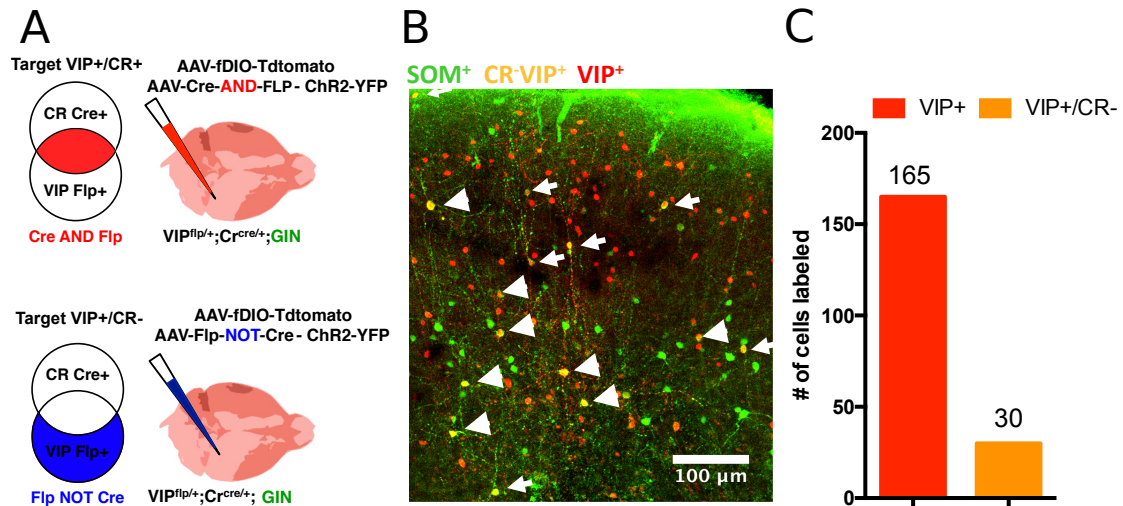 A
Target VIP+/CR+
AAV-fDIO-Tdtomato
AAV-Cre-AND-FLP - ChR2-YFP
CR Cre+
VIP Flp+
Cre AND Flp
VIPflp/+;Crcre/+;GIN
Target VIP+/CR-
AAV-fDIO-Tdtomato
AAV-Flp-NOT-Cre - ChR2-YFP
CR Cre+
VIP Flp+
Flp NOT Cre
VIPflp/+;Crcre/+; GIN
B
SOM+ CR-VIP+ VIP+
100 μm
C
VIP+ VIP+/CR-
# of cells labeled
200
150
100
50
0
165
30